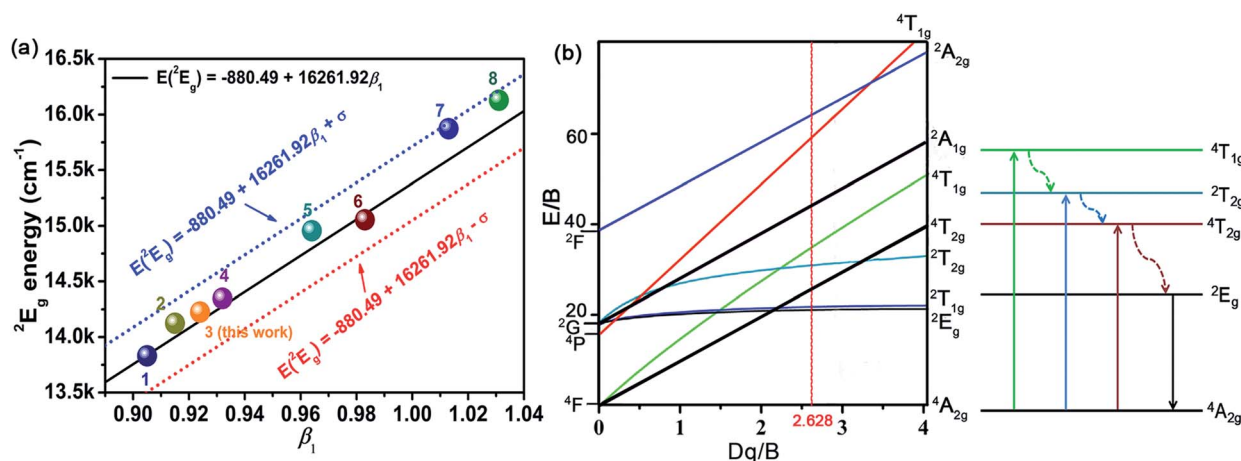 (a)
16.5k
16.0k
15.5k
15.0k
14.5k
14.0k
13.5k
²E_g energy (cm⁻¹)
E(²E_g) = -880.49 + 16261.92β₁
E(²E_g) = -880.49 + 16261.92β₁ + σ
E(²E_g) = -880.49 + 16261.92β₁ - σ
1
2
3 (this work)
4
5
6
7
8
0.90 0.92 0.94 0.96 0.98 1.00 1.02 1.04
β₁
(b)
E/B
60
40
20
²F
²G
⁴P
⁴F
⁴T₁g
²A₂g
²A₁g
⁴T₁g
⁴T₂g
²T₂g
²T₁g
²E_g
⁴A₂g
2.628
0 1 2 3 4
Dq/B
⁴T₁g
²T₂g
⁴T₂g
²E_g
⁴A₂g